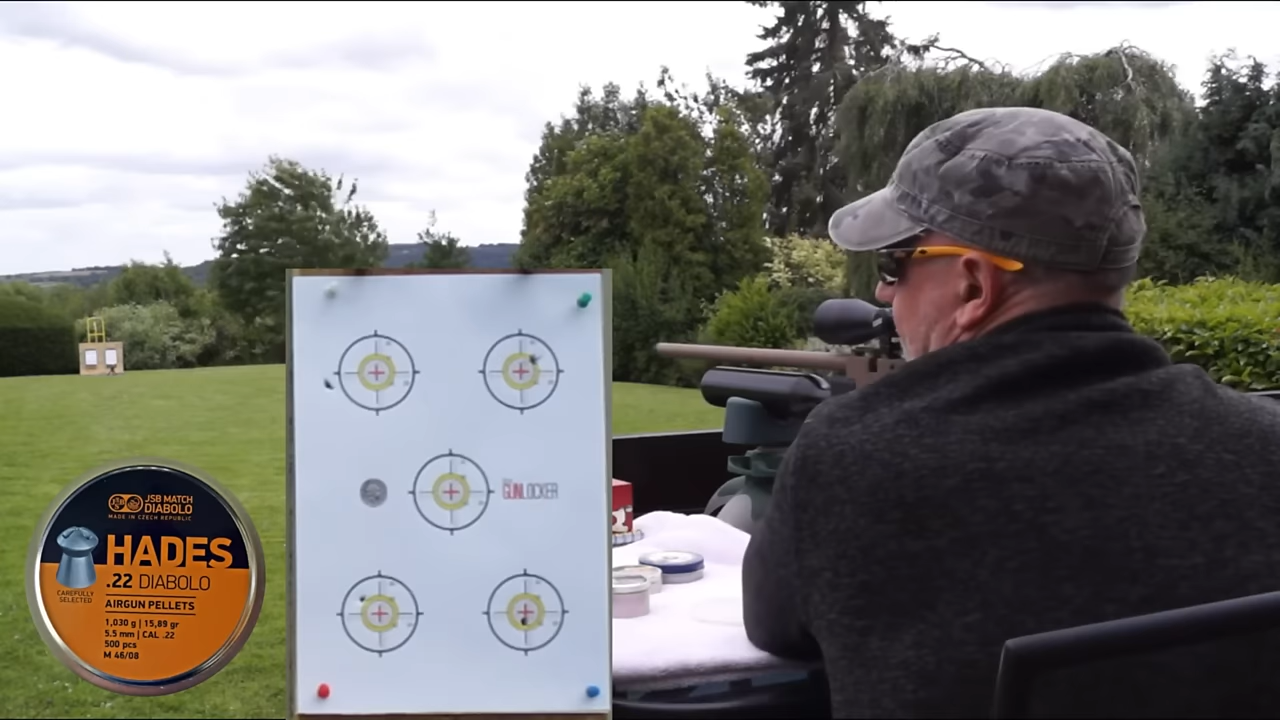 JSB MATCH
DIABOLO
MADE IN CZECH REPUBLIC
HADES
.22 DIABOLO
CAREFULLY
SELECTED
AIRGUN PELLETS
1,030 g | 15,89 gr
5.5 mm | CAL .22
500 pcs
M 46/08
GUNLOCKER